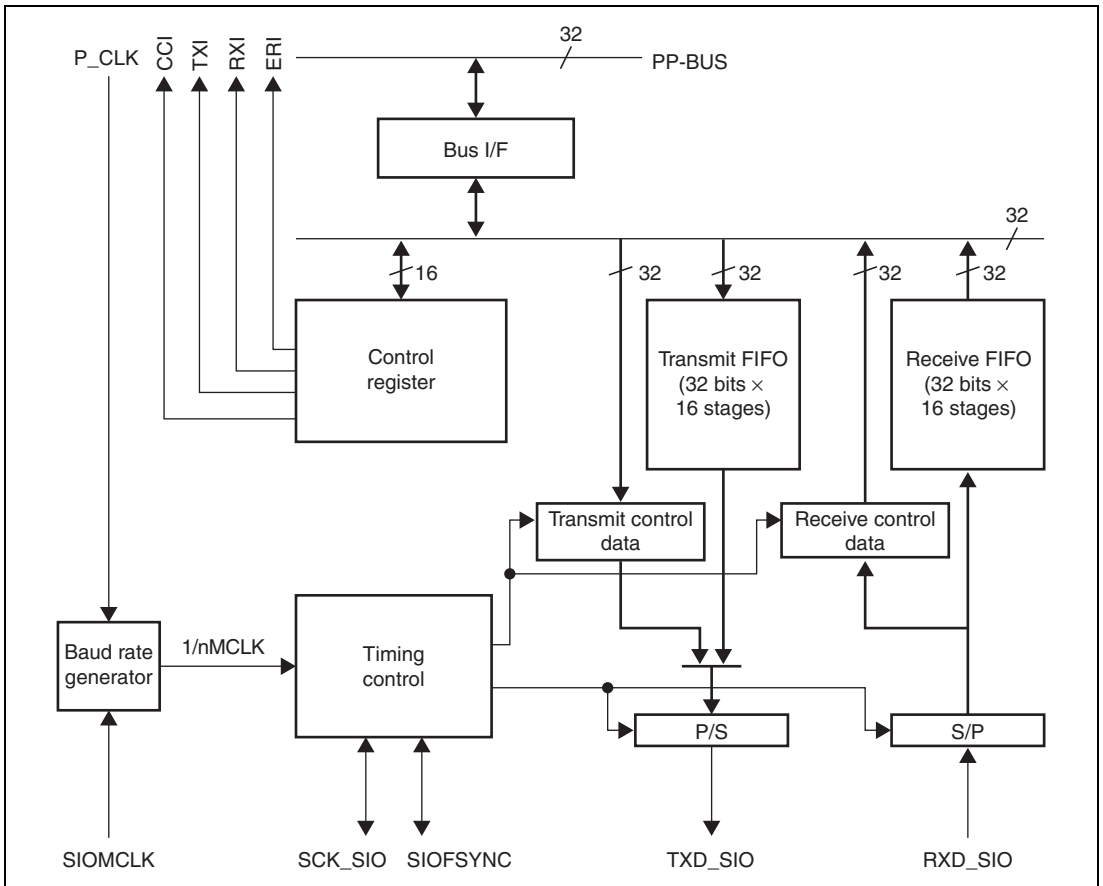 32
P_CLK
CCI
TXI
RXI
ERI
PP-BUS
Bus I/F
32
16
32
32
32
32
Control
register
Transmit FIFO
(32 bits ×
16 stages)
Receive FIFO
(32 bits ×
16 stages)
Transmit control
data
Receive control
data
Baud rate
generator
1/nMCLK
Timing
control
P/S
S/P
SIOMCLK
SCK_SIO
SIOFSYNC
TXD_SIO
RXD_SIO